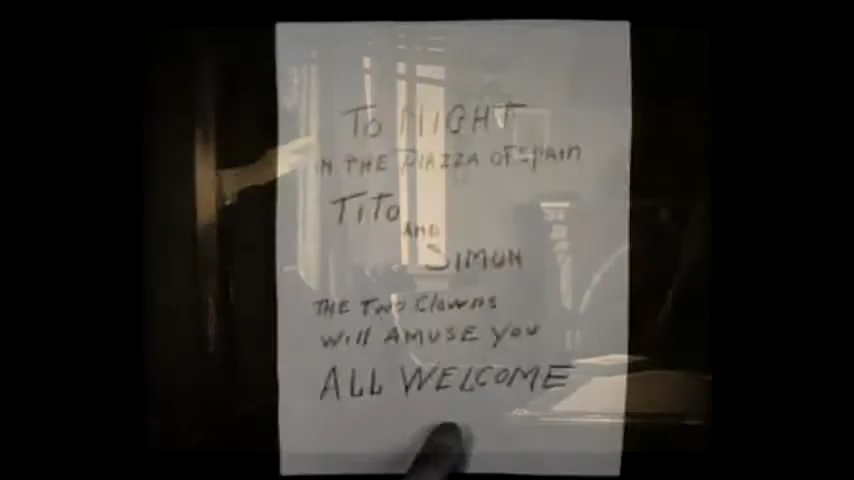 TO NIGHT
IN THE PIAZZA OF SPAIN
TITO
AND
SIMON
THE TWO Clowns
Will AMUSE You
ALL WELCOME